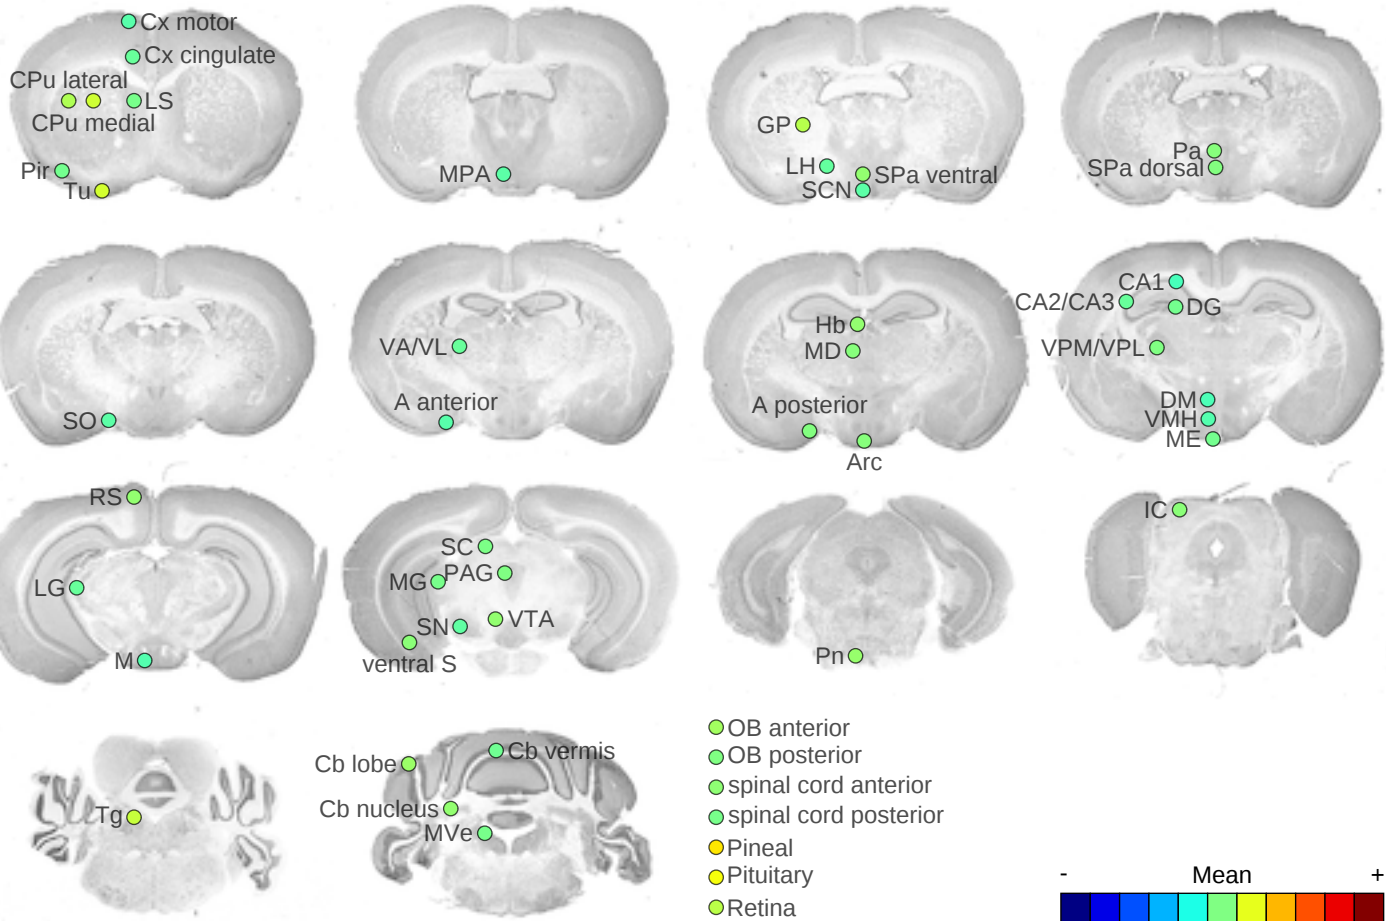 Cx motor
Cx cingulate
CPu lateral
LS
CPu medial
Pir
Tu
MPA
GP
LH
SPa ventral
SCN
Pa
SPa dorsal
SO
VA/VL
A anterior
Hb
MD
A posterior
Arc
CA1
CA2/CA3
DG
VPM/VPL
DM
VMH
ME
RS
LG
M
SC
MG
PAG
SN
VTA
ventral S
Pn
IC
Tg
Cb lobe
Cb vermis
Cb nucleus
MVe
OB anterior
OB posterior
spinal cord anterior
spinal cord posterior
Pineal
Pituitary
Retina
- Mean +